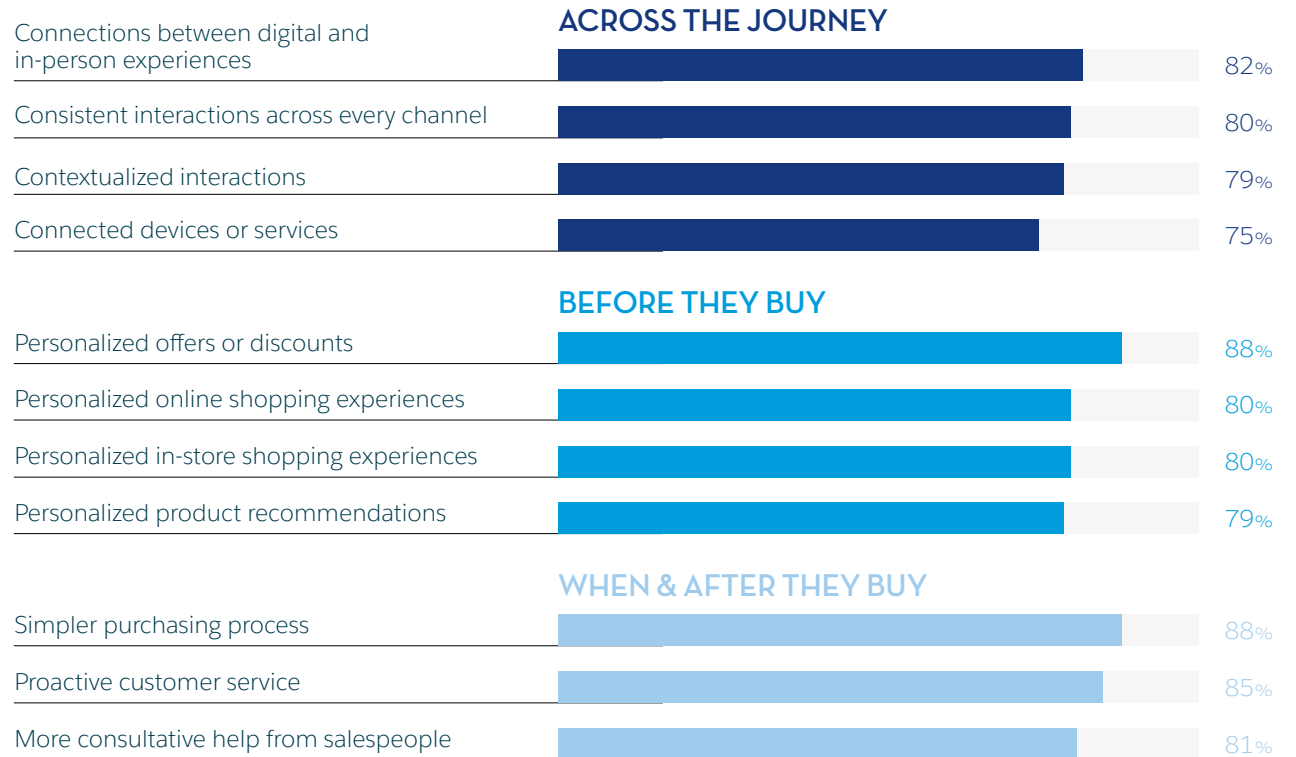 ACROSS THE JOURNEY
Connections between digital and
in-person experiences
82%
Consistent interactions across every channel
80%
Contextualized interactions
79%
Connected devices or services
75%
BEFORE THEY BUY
Personalized offers or discounts
88%
Personalized online shopping experiences
80%
Personalized in-store shopping experiences
80%
Personalized product recommendations
79%
WHEN & AFTER THEY BUY
Simpler purchasing process
88%
Proactive customer service
85%
More consultative help from salespeople
81%